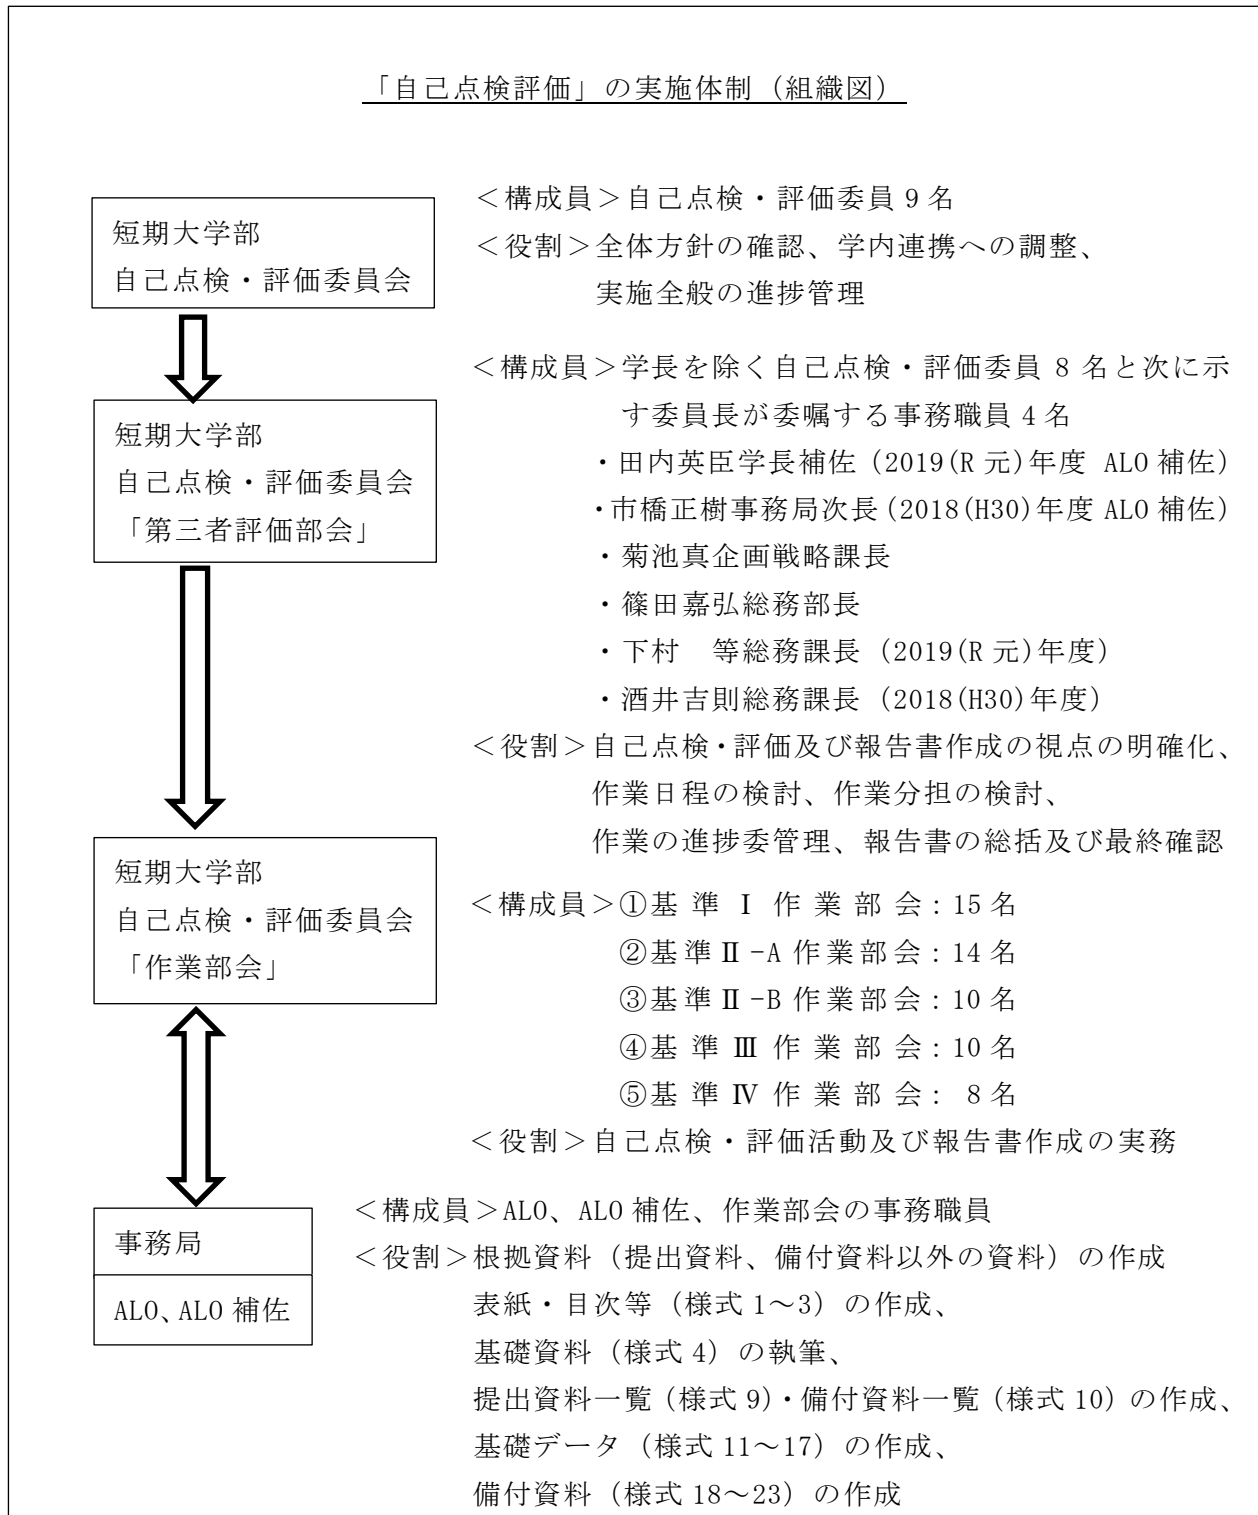 「自己点検評価」の実施体制（組織図）
短期大学部
自己点検・評価委員会
＜構成員＞自己点検・評価委員 9 名
＜役割＞全体方針の確認、学内連携への調整、
実施全般の進捗管理
短期大学部
自己点検・評価委員会
「第三者評価部会」
＜構成員＞学長を除く自己点検・評価委員 8 名と次に示
す委員長が委嘱する事務職員 4 名
・田内英臣学長補佐（2019(R 元)年度 ALO 補佐）
・市橋正樹事務局次長（2018(H30)年度 ALO 補佐）
・菊池真企画戦略課長
・篠田嘉弘総務部長
・下村　等総務課長（2019(R 元)年度）
・酒井吉則総務課長（2018(H30)年度）
＜役割＞自己点検・評価及び報告書作成の視点の明確化、
作業日程の検討、作業分担の検討、
作業の進捗委管理、報告書の総括及び最終確認
短期大学部
自己点検・評価委員会
「作業部会」
＜構成員＞①基 準 Ⅰ 作 業 部 会：15 名
②基 準 Ⅱ-A 作 業 部 会：14 名
③基 準 Ⅱ-B 作 業 部 会：10 名
④基 準 Ⅲ 作 業 部 会：10 名
⑤基 準 Ⅳ 作 業 部 会： 8 名
＜役割＞自己点検・評価活動及び報告書作成の実務
事務局
ALO、ALO 補佐
＜構成員＞ALO、ALO 補佐、作業部会の事務職員
＜役割＞根拠資料（提出資料、備付資料以外の資料）の作成
表紙・目次等（様式 1～3）の作成、
基礎資料（様式 4）の執筆、
提出資料一覧（様式 9）・備付資料一覧（様式 10）の作成、
基礎データ（様式 11～17）の作成、
備付資料（様式 18～23）の作成